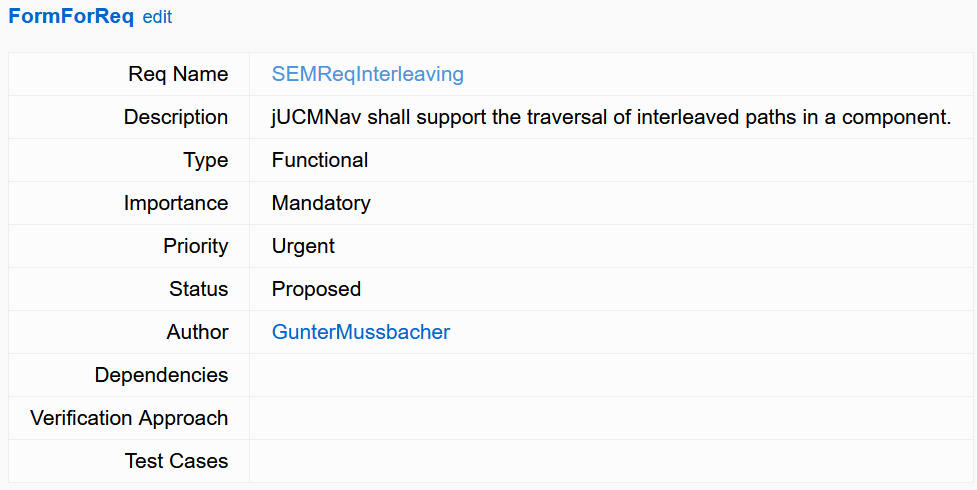 FormForReq edit
Req Name SEMReqInterleaving
Description jUCMNav shall support the traversal of interleaved paths in a component.
Type Functional
Importance Mandatory
Priority Urgent
Status Proposed
Author GunterMussbacher
Dependencies
Verification Approach
Test Cases